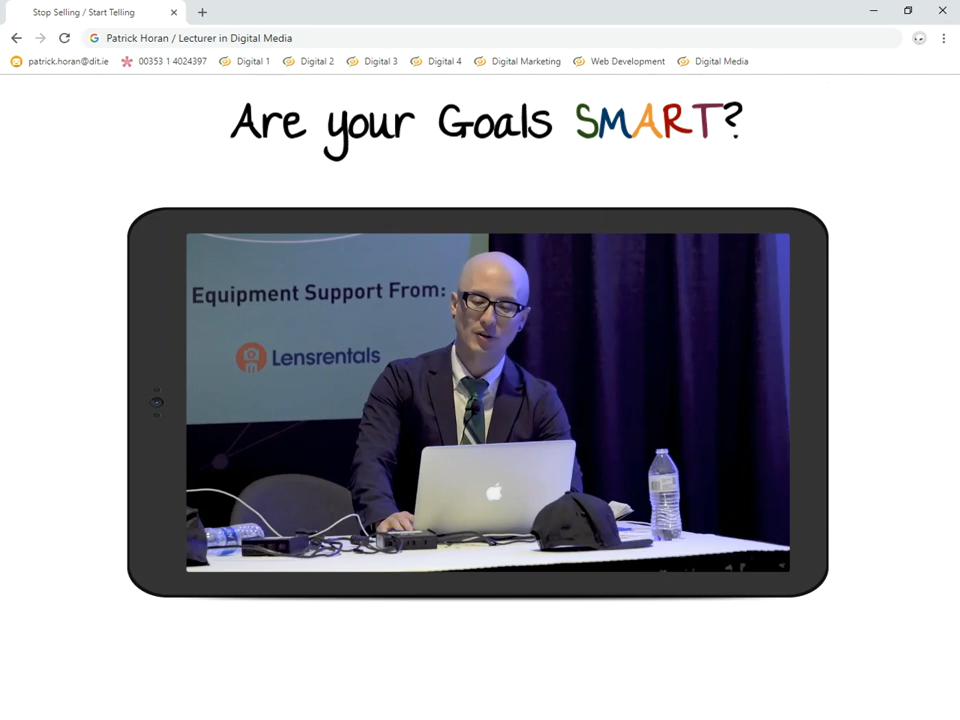 Stop Selling / Start Telling
Patrick Horan / Lecturer in Digital Media
patrick.horan@dit.ie 00353 1 4024397 Digital 1 Digital 2 Digital 3 Digital 4 Digital Marketing Web Development Digital Media
Are your Goals SMART?
Equipment Support From:
Lensrentals